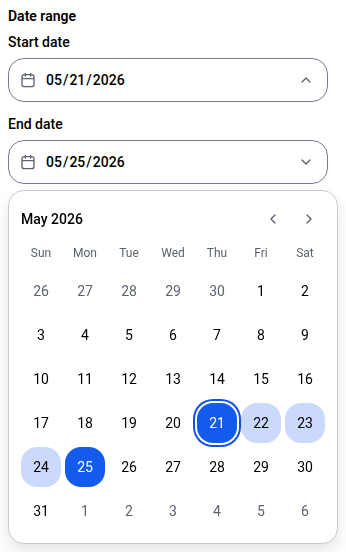 Date range
Start date
05/21/2026
End date
05/25/2026
May 2026
Sun Mon Tue Wed Thu Fri Sat
26 27 28 29 30 1 2
3 4 5 6 7 8 9
10 11 12 13 14 15 16
17 18 19 20 21 22 23
24 25 26 27 28 29 30
31 1 2 3 4 5 6